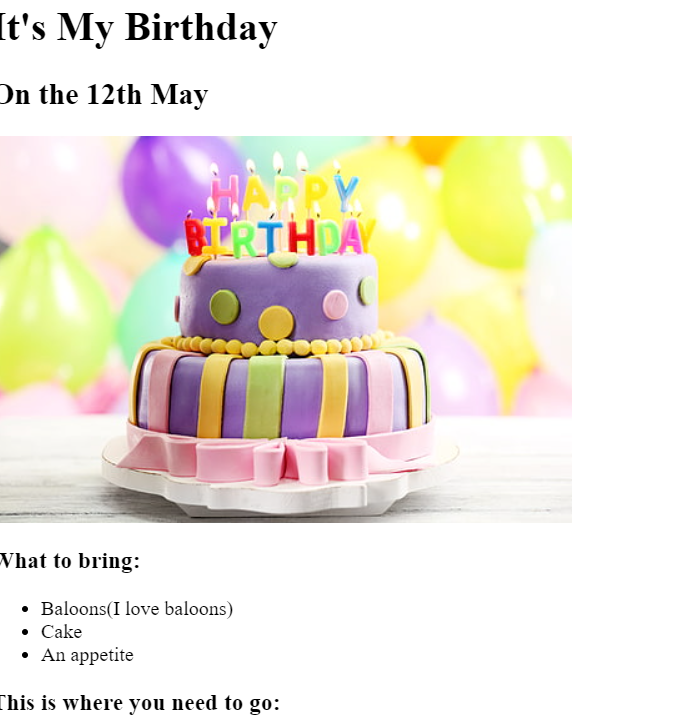 It's My Birthday
On the 12th May
HAPPY
BIRTHDAY
What to bring:
Baloons(I love baloons)
Cake
An appetite
This is where you need to go: